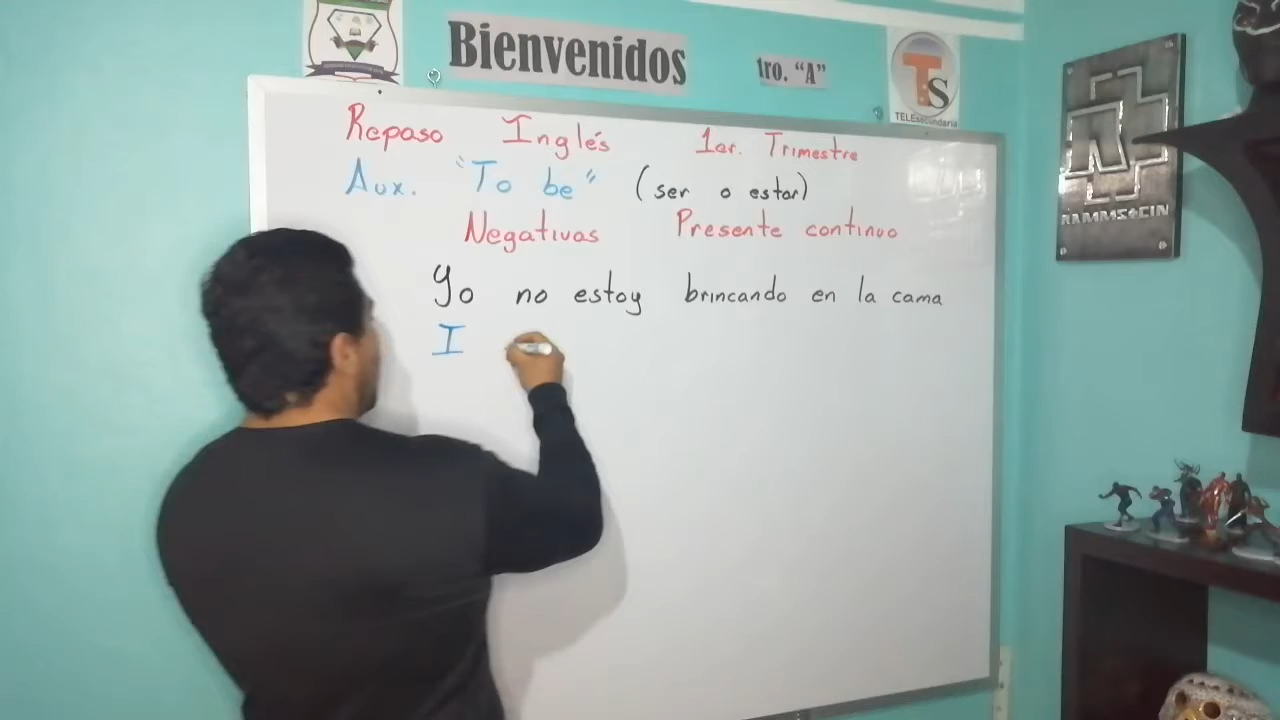 Bienvenidos 1ro. "A"
TS
TELEsecundaria
Repaso Inglés 1er. Trimestre
Aux. "To be" (ser o estar)
Negativas Presente continuo
Yo no estoy brincando en la cama
I
R
RAMMSTEIN